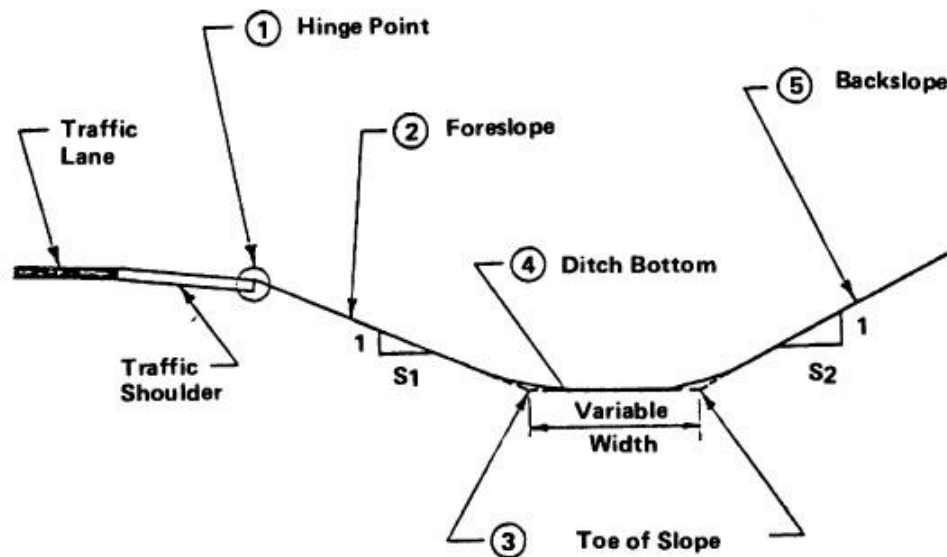 1 Hinge Point
5 Backslope
Traffic
Lane
2 Foreslope
4 Ditch Bottom
1
S1
1
S2
Traffic
Shoulder
Variable
Width
3 Toe of Slope